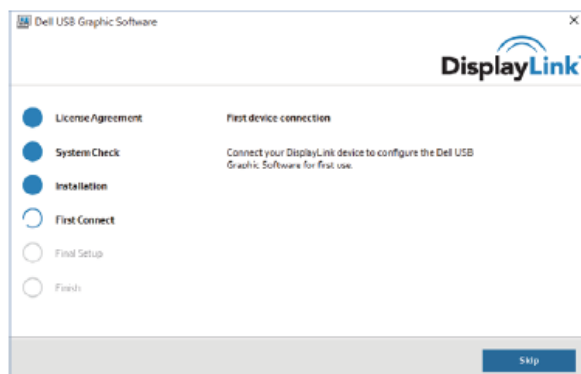 Dell USB Graphic Software
DisplayLink
License Agreement
First device connection
System Check
Connect your DisplayLink device to configure the Dell USB
Graphic Software for first use.
Installation
First Connect
Final Setup
Finish
Skip